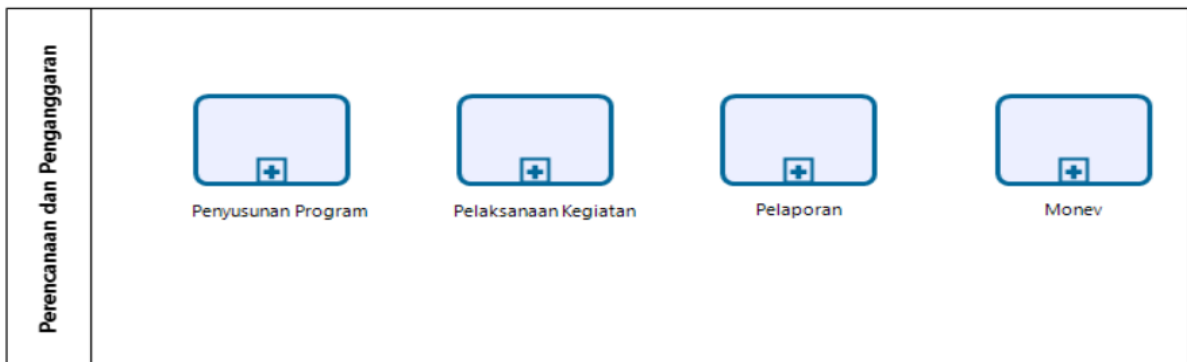 Perencanaan dan Penganggaran
Penyusunan Program
Pelaksanaan Kegiatan
Pelaporan
Monev